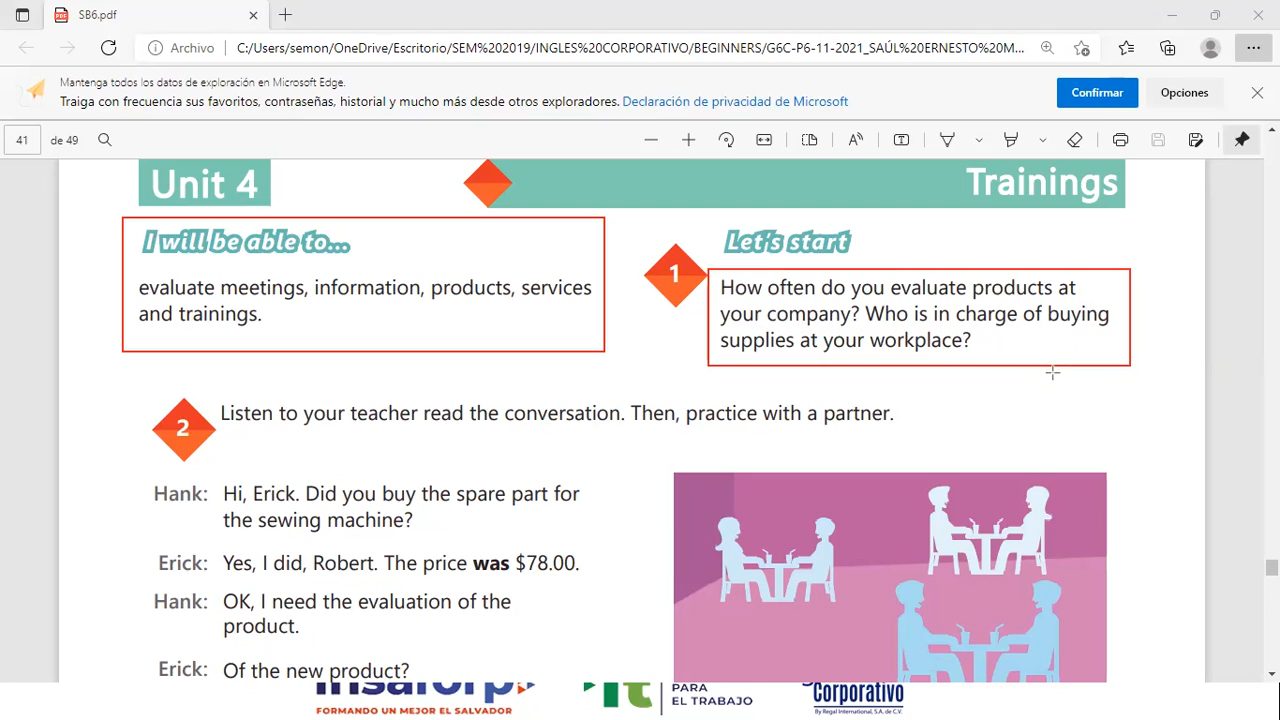 SB6.pdf
Archivo
C:/Users/semon/OneDrive/Escritorio/SEM%202019/INGLES%20CORPORATIVO/BEGINNERS/G6C-P6-11-2021_SAÚL%20ERNESTO%20M...
Mantenga todos los datos de exploración en Microsoft Edge.
Traiga con frecuencia sus favoritos, contraseñas, historial y mucho más desde otros exploradores. Declaración de privacidad de Microsoft
Confirmar
Opciones
41 de 49
Unit 4
Trainings
I will be able to...
evaluate meetings, information, products, services
and trainings.
Let's start
1
How often do you evaluate products at
your company? Who is in charge of buying
supplies at your workplace?
2
Listen to your teacher read the conversation. Then, practice with a partner.
Hank: Hi, Erick. Did you buy the spare part for
the sewing machine?
Erick: Yes, I did, Robert. The price was $78.00.
Hank: OK, I need the evaluation of the
product.
Erick: Of the new product?
FORMANDO UN MEJOR EL SALVADOR
PARA
EL TRABAJO
Corporativo
By Regal International, S.A. de C.V.